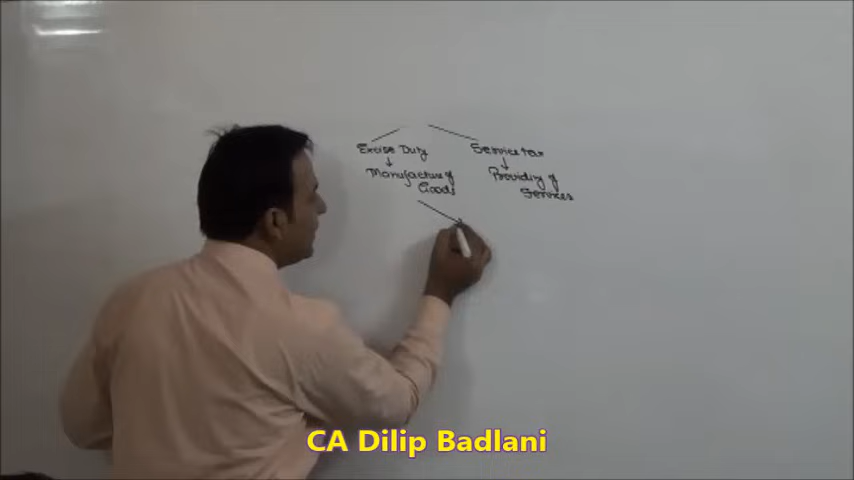 Excise Duty
Service tax
Manufacture of
Goods
Providing of
Services
CA Dilip Badlani